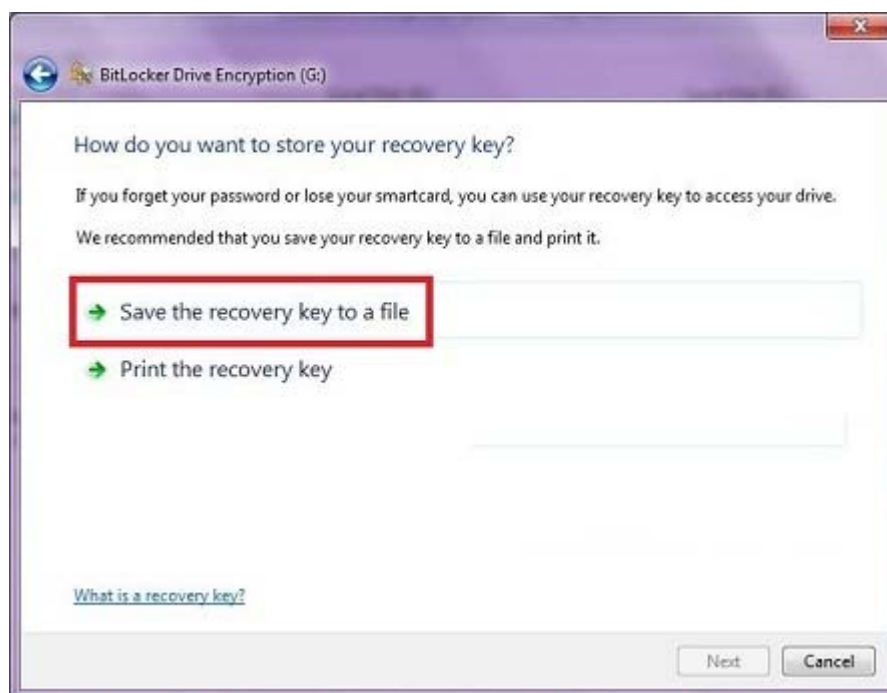 BitLocker Drive Encryption (G:)
How do you want to store your recovery key?
If you forget your password or lose your smartcard, you can use your recovery key to access your drive.
We recommended that you save your recovery key to a file and print it.
Save the recovery key to a file
Print the recovery key
What is a recovery key?
Next Cancel